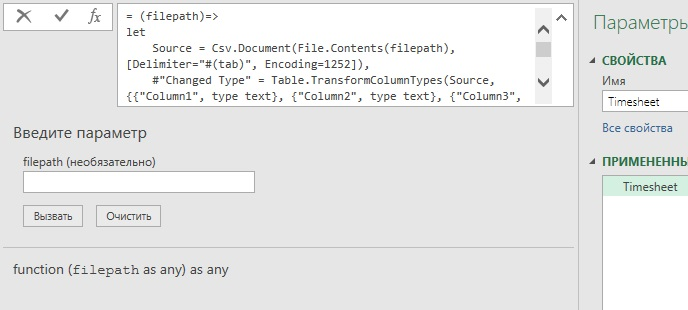 = (filepath)=>
let
Source = Csv.Document(File.Contents(filepath),
[Delimiter="#(tab)", Encoding=1252]),
#"Changed Type" = Table.TransformColumnTypes(Source,
{{"Column1", type text}, {"Column2", type text}, {"Column3",
Введите параметр
filepath (необязательно)
Вызвать Очистить
function (filepath as any) as any
Параметры
СВОЙСТВА
Имя
Timesheet
Все свойства
ПРИМЕНЕННЫ
Timesheet